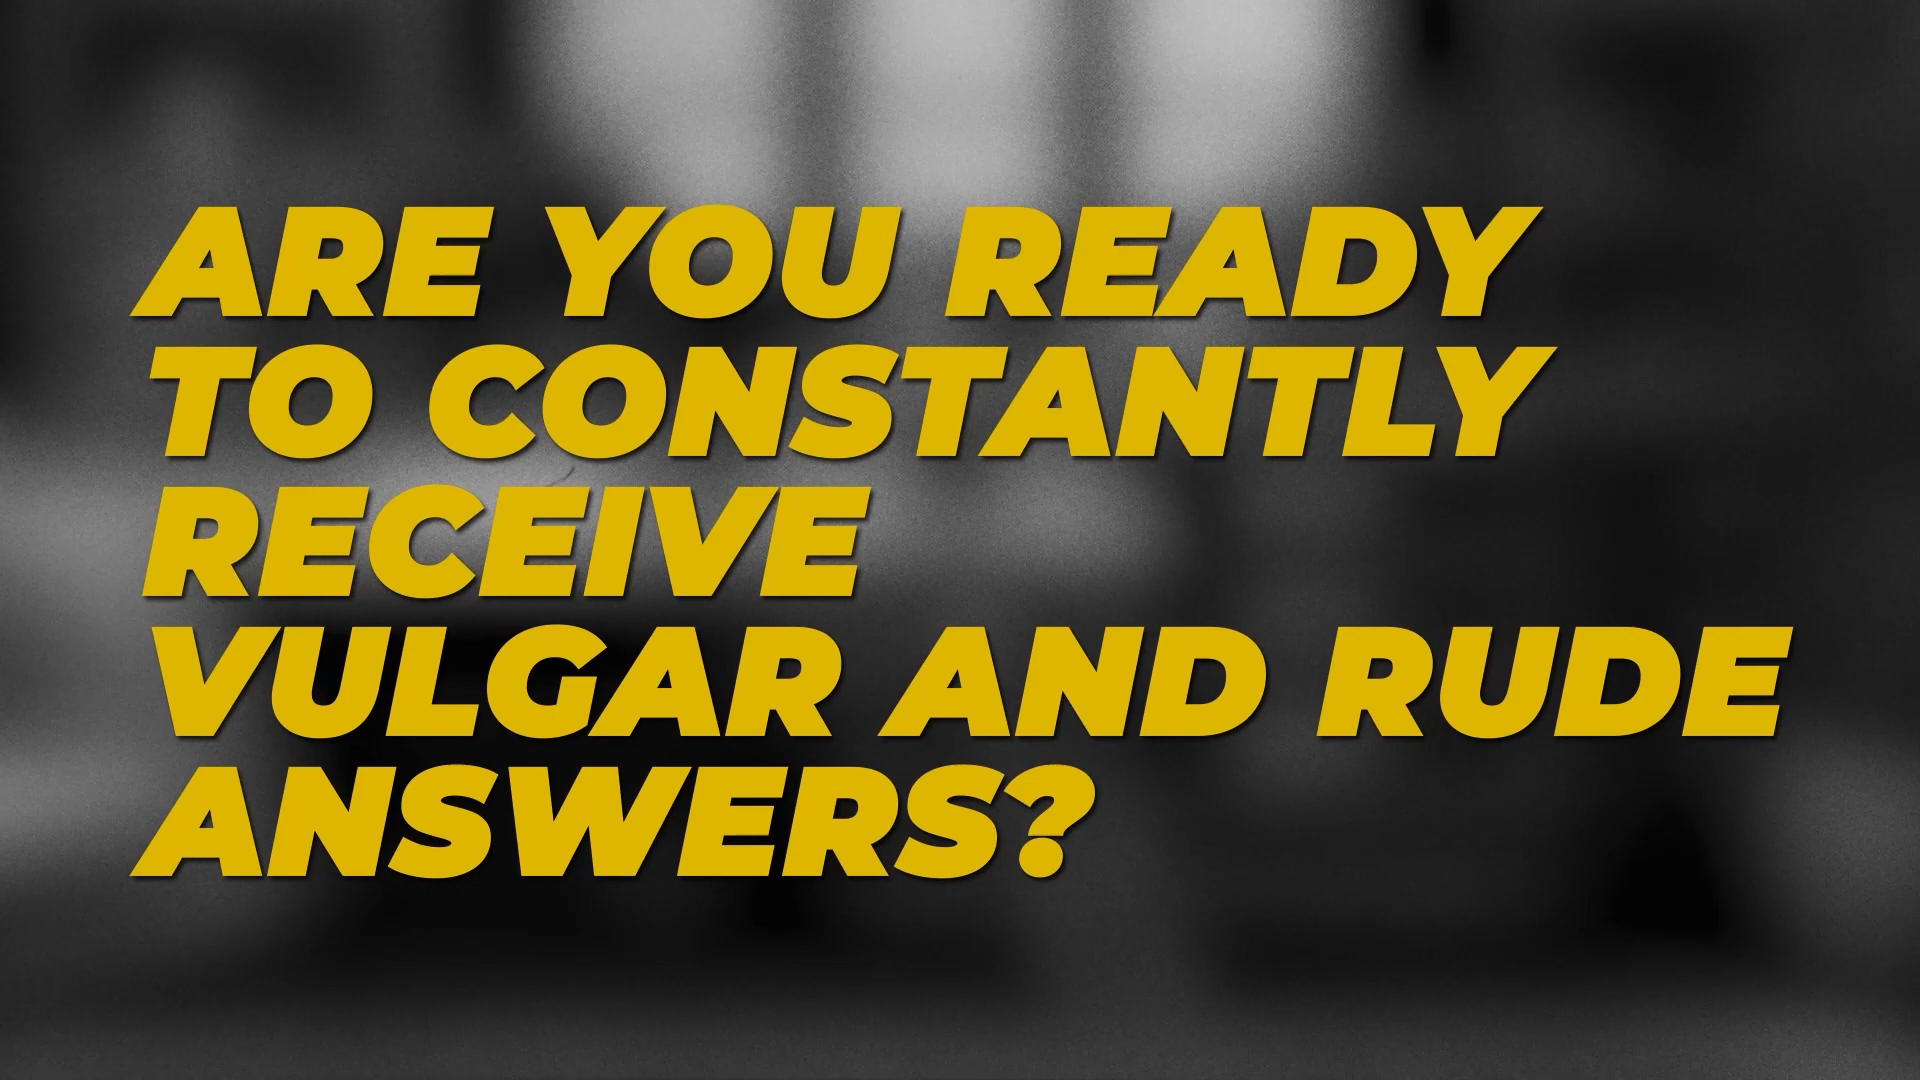 ARE YOU READY
TO CONSTANTLY
RECEIVE
VULGAR AND RUDE
ANSWERS?